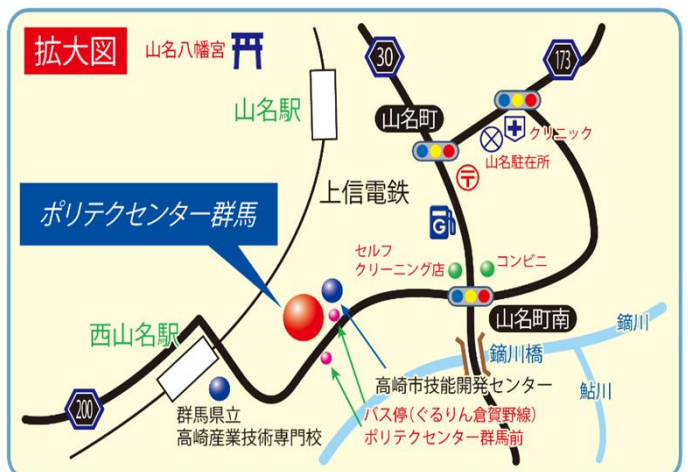 拡大図
山名八幡宮
30
173
山名駅
山名町
クリニック
山名駐在所
〒
上信電鉄
G
ポリテクセンター群馬
セルフ
クリーニング店
コンビニ
山名町南
西山名駅
鏑川
鏑川橋
鮎川
高崎市技能開発センター
200
群馬県立
高崎産業技術専門校
バス停(ぐるりん倉賀野線)
ポリテクセンター群馬前